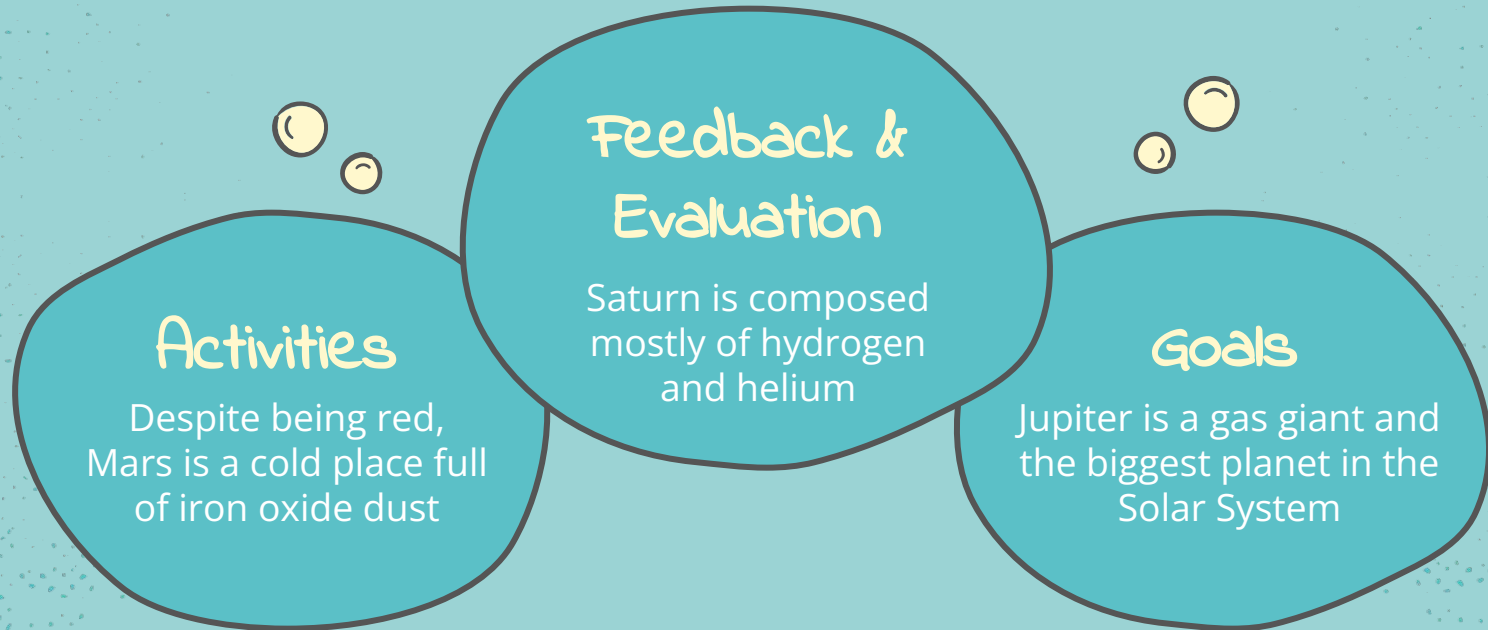 Feedback &
Evaluation
Saturn is composed
mostly of hydrogen
and helium
Activities
Despite being red,
Mars is a cold place full
of iron oxide dust
Goals
Jupiter is a gas giant and
the biggest planet in the
Solar System